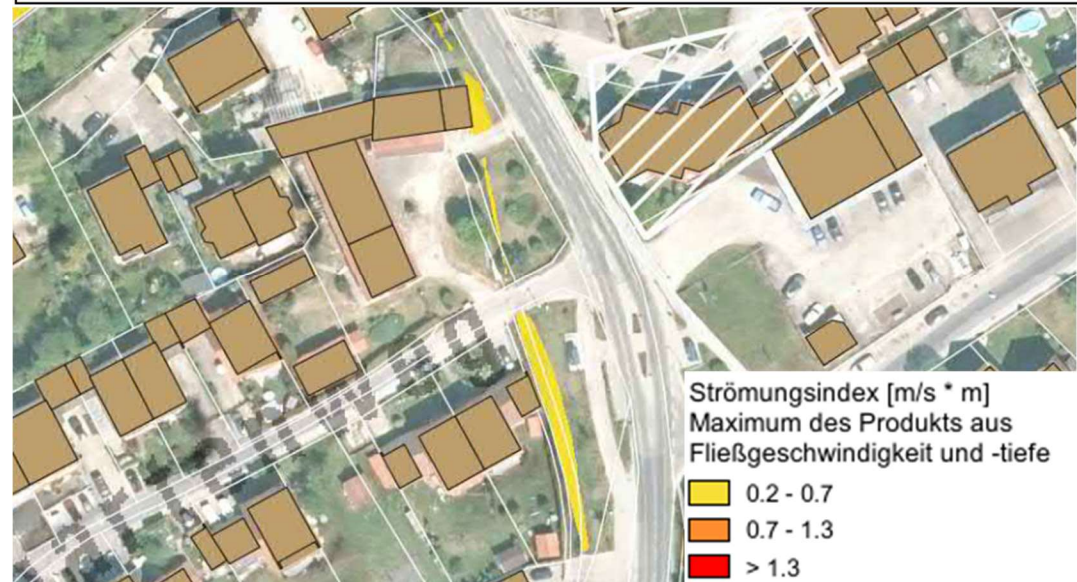 Strömungsindex [m/s * m]
Maximum des Produkts aus
Fließgeschwindigkeit und -tiefe
0.2 - 0.7
0.7 - 1.3
> 1.3